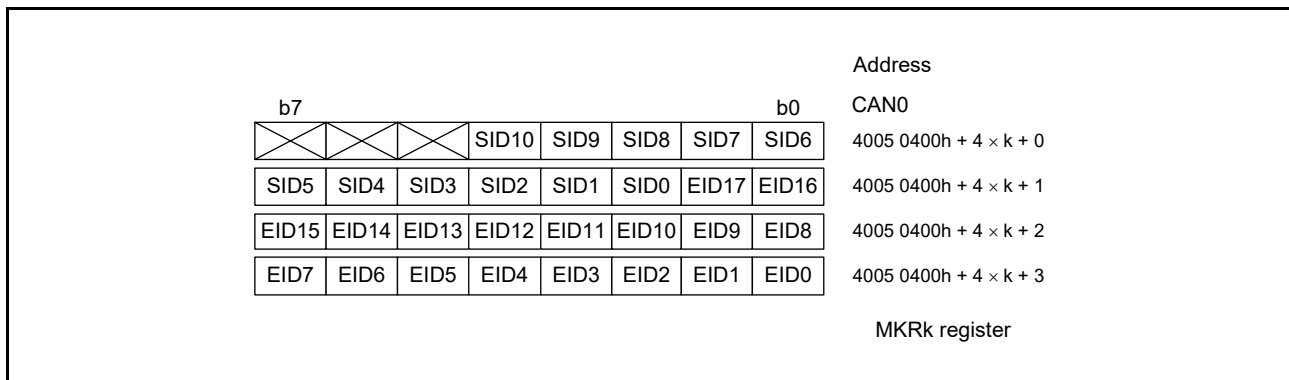 Address
b7 b0 CAN0
SID10 SID9 SID8 SID7 SID6 4005 0400h + 4 × k + 0
SID5 SID4 SID3 SID2 SID1 SID0 EID17 EID16 4005 0400h + 4 × k + 1
EID15 EID14 EID13 EID12 EID11 EID10 EID9 EID8 4005 0400h + 4 × k + 2
EID7 EID6 EID5 EID4 EID3 EID2 EID1 EID0 4005 0400h + 4 × k + 3
MKRk register